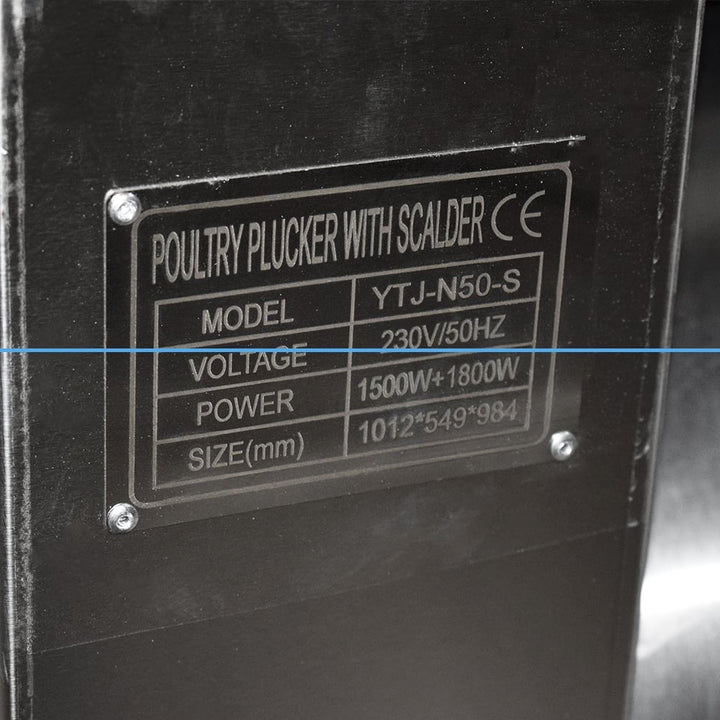 POULTRY PLUCKER WITH SCALDER CE
MODEL YTJ-N50-S
VOLTAGE 230V/50HZ
POWER 1500W+1800W
SIZE(mm) 1012*549*984